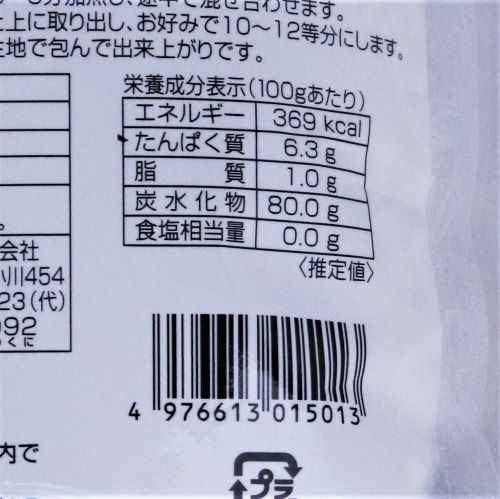 上に取り出し、お好みで10~12等分にします。
生地で包んで出来上がりです。
栄養成分表示(100gあたり)
エネルギー 369 kcal
たんぱく質 6.3 g
脂質 1.0 g
炭水化物 80.0 g
食塩相当量 0.0 g
〈推定値〉
会社
川454
23(代)
092
くに
4 976613 015013
内で
プラ